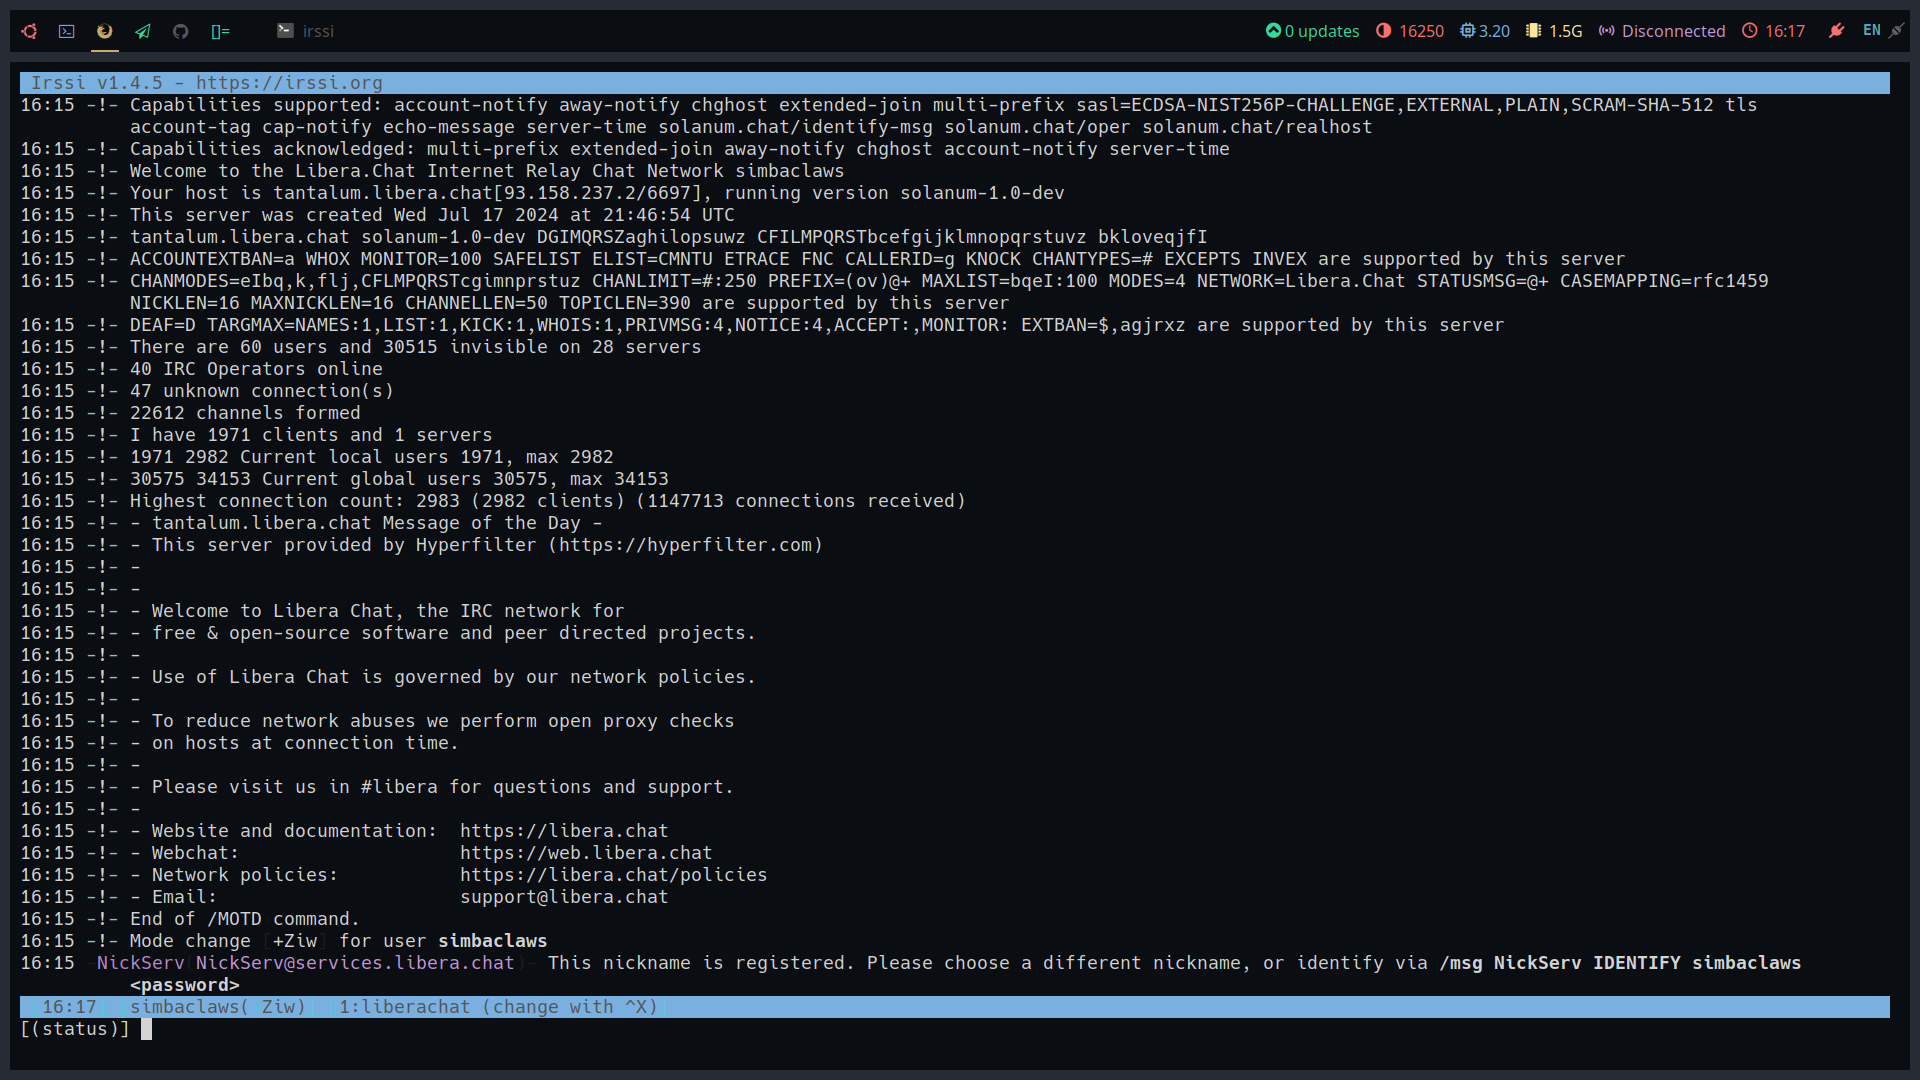 []= irssi 0 updates 16250 3.20 1.5G Disconnected 16:17 EN
Irssi v1.4.5 - https://irssi.org
16:15 -!- Capabilities supported: account-notify away-notify chghost extended-join multi-prefix sasl=ECDSA-NIST256P-CHALLENGE,EXTERNAL,PLAIN,SCRAM-SHA-512 tls
account-tag cap-notify echo-message server-time solanum.chat/identify-msg solanum.chat/oper solanum.chat/realhost
16:15 -!- Capabilities acknowledged: multi-prefix extended-join away-notify chghost account-notify server-time
16:15 -!- Welcome to the Libera.Chat Internet Relay Chat Network simbaclaws
16:15 -!- Your host is tantalum.libera.chat[93.158.237.2/6697], running version solanum-1.0-dev
16:15 -!- This server was created Wed Jul 17 2024 at 21:46:54 UTC
16:15 -!- tantalum.libera.chat solanum-1.0-dev DGIMQRSZaghilopsuwz CFILMPQRSTbcefgijklmnopqrstuvz bkloveqjfI
16:15 -!- ACCOUNTEXTBAN=a WHOX MONITOR=100 SAFELIST ELIST=CMNTU ETRACE FNC CALLERID=g KNOCK CHANTYPES=# EXCEPTS INVEX are supported by this server
16:15 -!- CHANMODES=eIbq,k,flj,CFLMPQRSTcgimnprstuz CHANLIMIT=#:250 PREFIX=(ov)@+ MAXLIST=bqeI:100 MODES=4 NETWORK=Libera.Chat STATUSMSG=@+ CASEMAPPING=rfc1459
NICKLEN=16 MAXNICKLEN=16 CHANNELLEN=50 TOPICLEN=390 are supported by this server
16:15 -!- DEAF=D TARGMAX=NAMES:1,LIST:1,KICK:1,WHOIS:1,PRIVMSG:4,NOTICE:4,ACCEPT:,MONITOR: EXTBAN=$,agjrxz are supported by this server
16:15 -!- There are 60 users and 30515 invisible on 28 servers
16:15 -!- 40 IRC Operators online
16:15 -!- 47 unknown connection(s)
16:15 -!- 22612 channels formed
16:15 -!- I have 1971 clients and 1 servers
16:15 -!- 1971 2982 Current local users 1971, max 2982
16:15 -!- 30575 34153 Current global users 30575, max 34153
16:15 -!- Highest connection count: 2983 (2982 clients) (1147713 connections received)
16:15 -!- - tantalum.libera.chat Message of the Day -
16:15 -!- - This server provided by Hyperfilter (https://hyperfilter.com)
16:15 -!- -
16:15 -!- -
16:15 -!- - Welcome to Libera Chat, the IRC network for
16:15 -!- - free & open-source software and peer directed projects.
16:15 -!- -
16:15 -!- - Use of Libera Chat is governed by our network policies.
16:15 -!- -
16:15 -!- - To reduce network abuses we perform open proxy checks
16:15 -!- - on hosts at connection time.
16:15 -!- -
16:15 -!- - Please visit us in #libera for questions and support.
16:15 -!- -
16:15 -!- - Website and documentation: https://libera.chat
16:15 -!- - Webchat: https://web.libera.chat
16:15 -!- - Network policies: https://libera.chat/policies
16:15 -!- - Email: support@libera.chat
16:15 -!- End of /MOTD command.
16:15 -!- Mode change [+Ziw] for user simbaclaws
16:15 -NickServ(NickServ@services.libera.chat)- This nickname is registered. Please choose a different nickname, or identify via /msg NickServ IDENTIFY simbaclaws
<password>
[16:17] [simbaclaws(+Ziw)] [1:liberachat (change with ^X)]
[(status)]